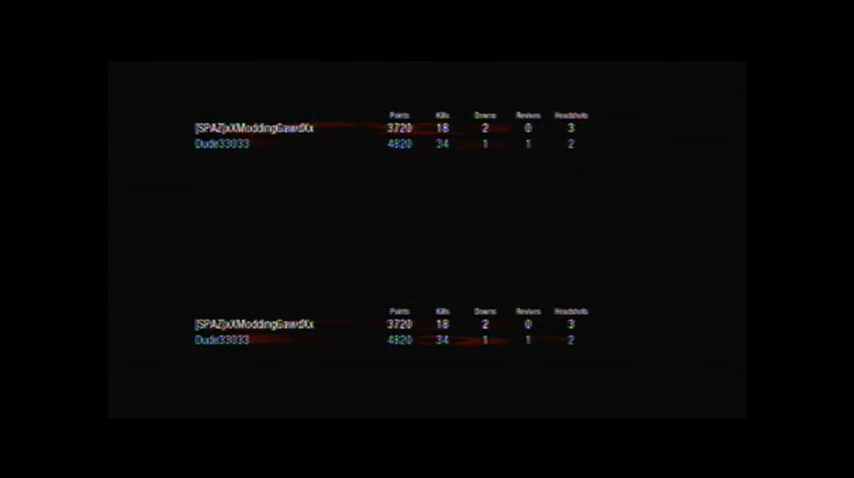 Points Kills Downs Revives Headshots
[SPAZ]xXModdingGawdXx 3720 18 2 0 3
Dude33033 4820 34 1 1 2
Points Kills Downs Revives Headshots
[SPAZ]xXModdingGawdXx 3720 18 2 0 3
Dude33033 4820 34 1 1 2